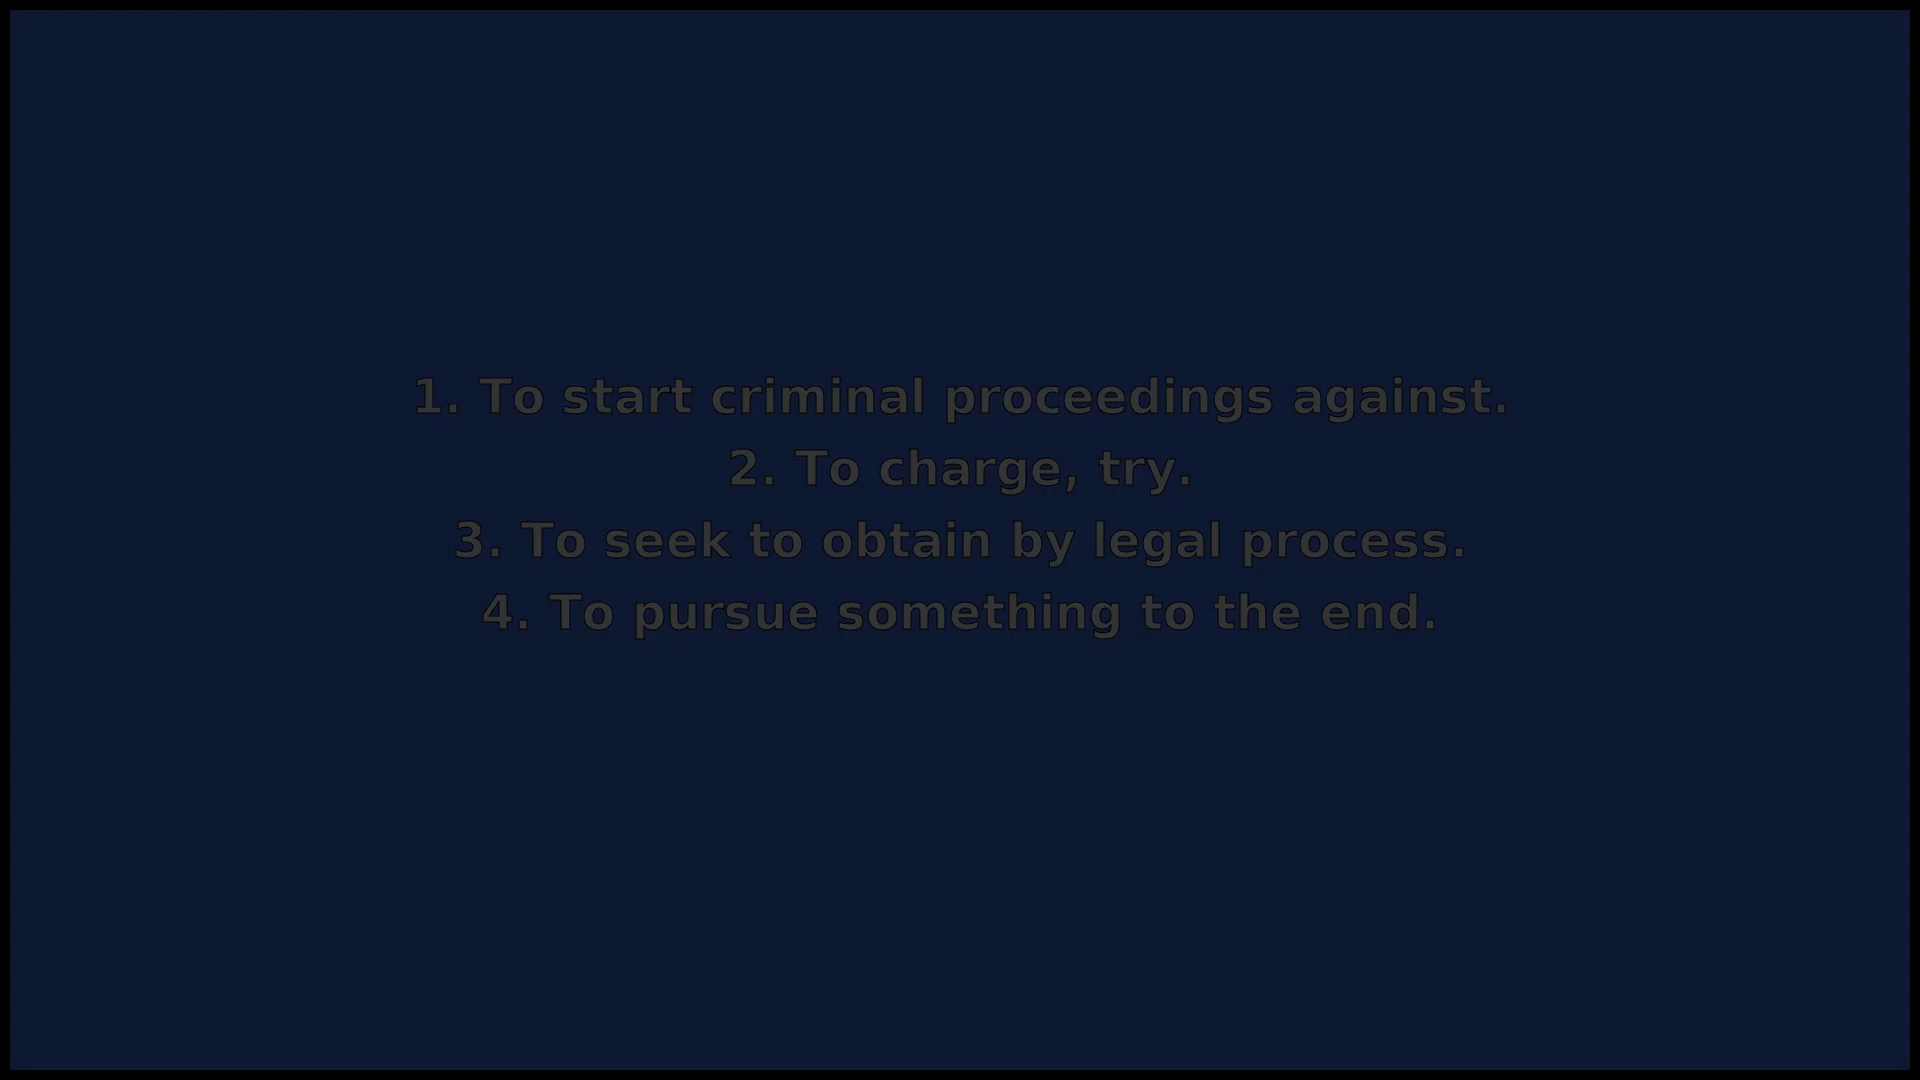 1. To start criminal proceedings against.
2. To charge, try.
3. To seek to obtain by legal process.
4. To pursue something to the end.